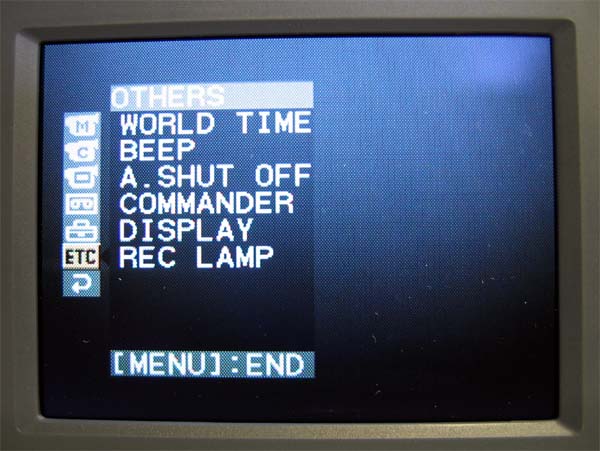 OTHERS
M WORLD TIME
C BEEP
A.SHUT OFF
COMMANDER
DISPLAY
ETC REC LAMP
[MENU]:END